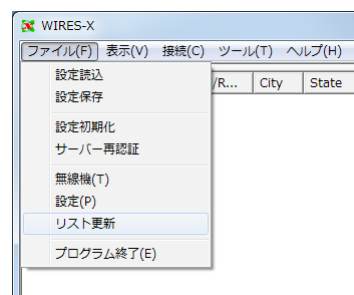 WIRES-X
ファイル(F) 表示(V) 接続(C) ツール(T) ヘルプ(H)
/R... City State
設定読込
設定保存
設定初期化
サーバー再認証
無線機(T)
設定(P)
リスト更新
プログラム終了(E)